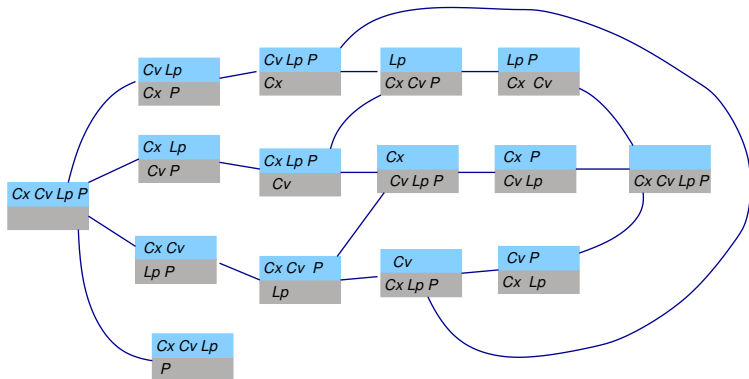 Cv Lp P
Cx
Lp
Cx Cv P
Lp P
Cx Cv
Cv Lp
Cx P
Cx Lp
Cv P
Cx Lp P
Cv
Cx
Cv Lp P
Cx P
Cv Lp
Cx Cv Lp P
Cx Cv Lp P
Cx Cv
Lp P
Cx Cv P
Lp
Cv
Cx Lp P
Cv P
Cx Lp
Cx Cv Lp
P